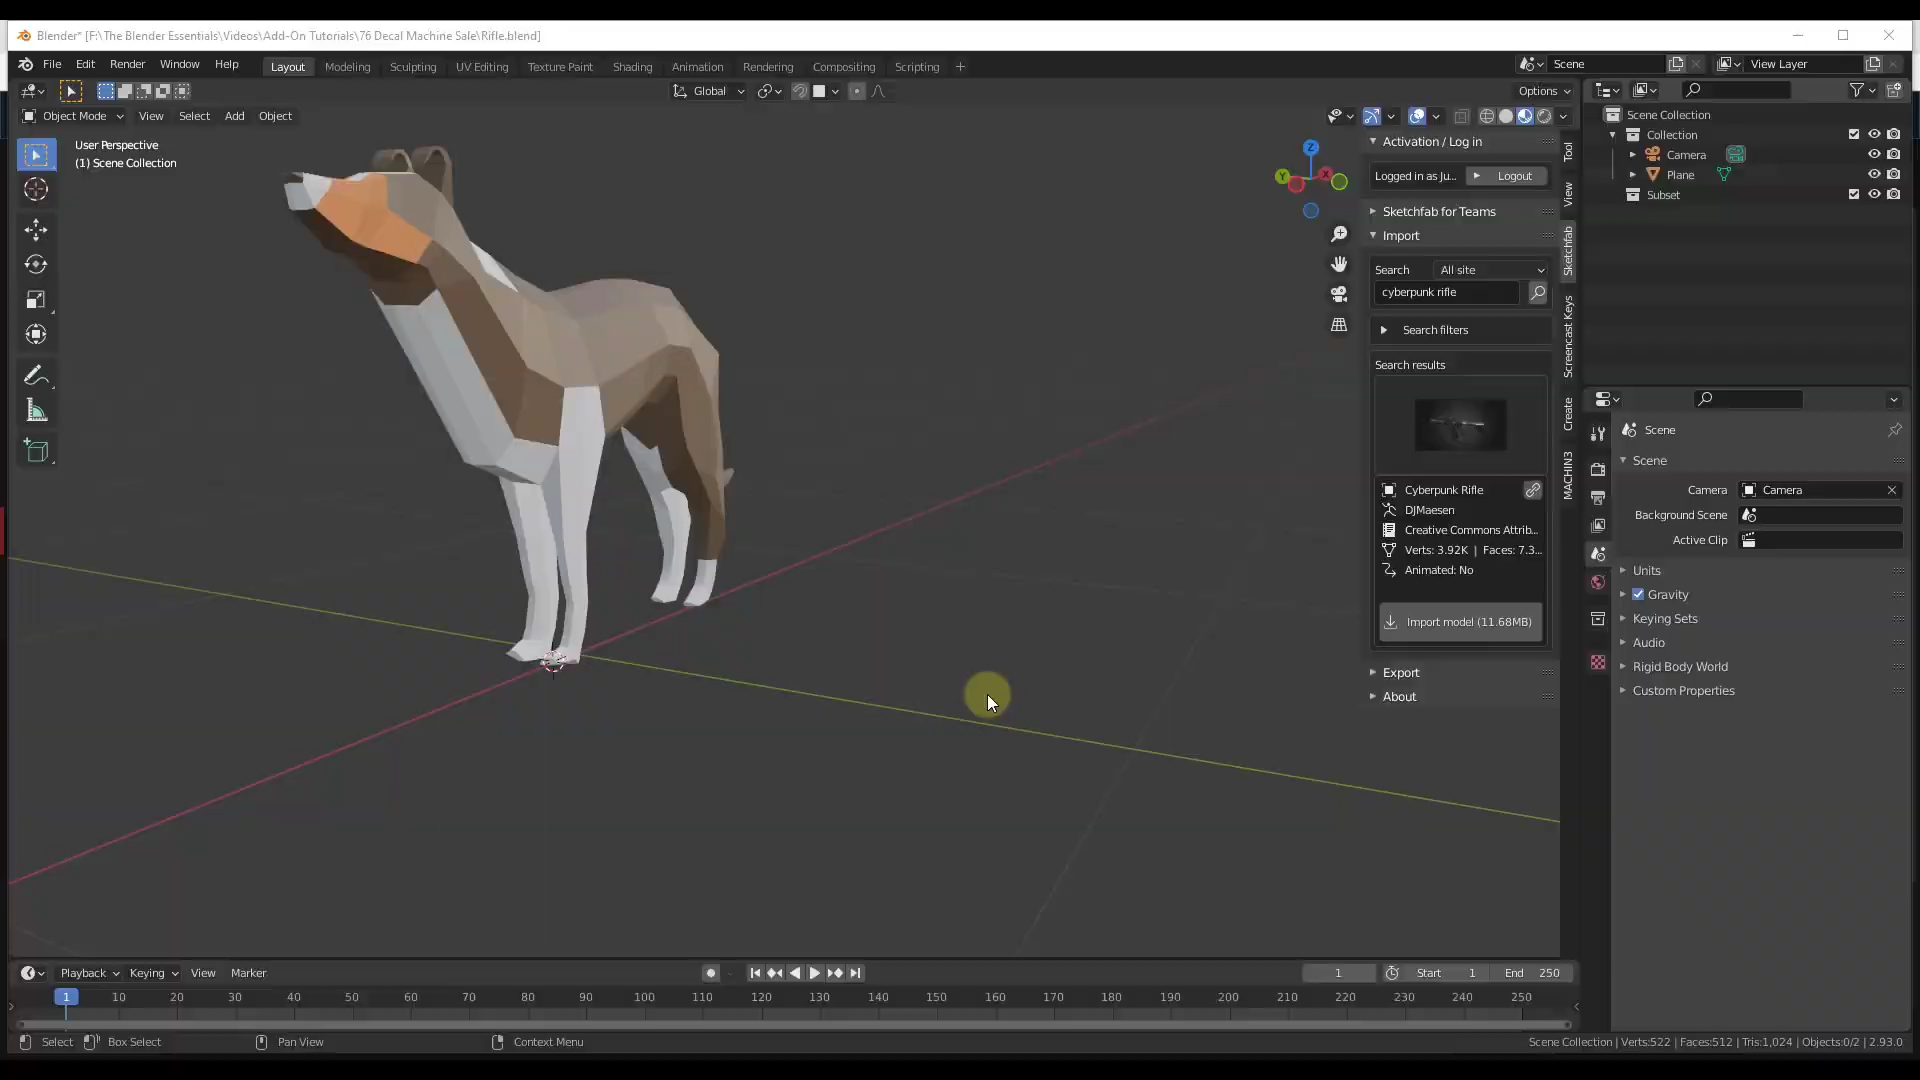 Blender* [F:\The Blender Essentials\Videos\Add-On Tutorials\76 Decal Machine Sale\Rifle.blend]
File Edit Render Window Help Layout Modeling Sculpting UV Editing Texture Paint Shading Animation Rendering Compositing Scripting + Scene View Layer
Global Options
Object Mode View Select Add Object
User Perspective
(1) Scene Collection
Z
Y
X
Activation / Log in
Logged in as Ju... Logout
Sketchfab for Teams
Import
Search All site
cyberpunk rifle
Search filters
Search results
Cyberpunk Rifle
DJMaesen
Creative Commons Attrib...
Verts: 3.92K | Faces: 7.3...
Animated: No
Import model (11.68MB)
Export
About
Tool
View
Sketchfab
Screencast Keys
Create
MACHIN3
Scene Collection
Collection
Camera
Plane
Subset
Scene
Scene
Camera Camera
Background Scene
Active Clip
Units
Gravity
Keying Sets
Audio
Rigid Body World
Custom Properties
Playback Keying View Marker 1 Start 1 End 250
1 10 20 30 40 50 60 70 80 90 100 110 120 130 140 150 160 170 180 190 200 210 220 230 240 250
Select Box Select Pan View Context Menu Scene Collection | Verts:522 | Faces:512 | Tris:1,024 | Objects:0/2 | 2.93.0